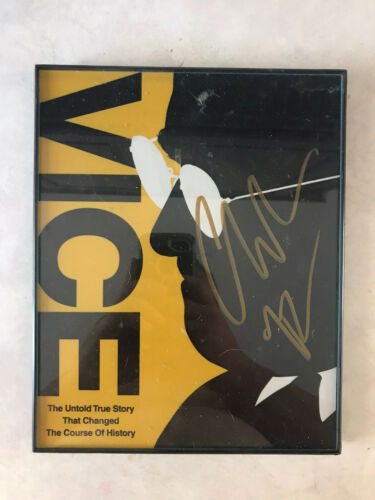 VICE
The Untold True Story
That Changed
The Course Of History